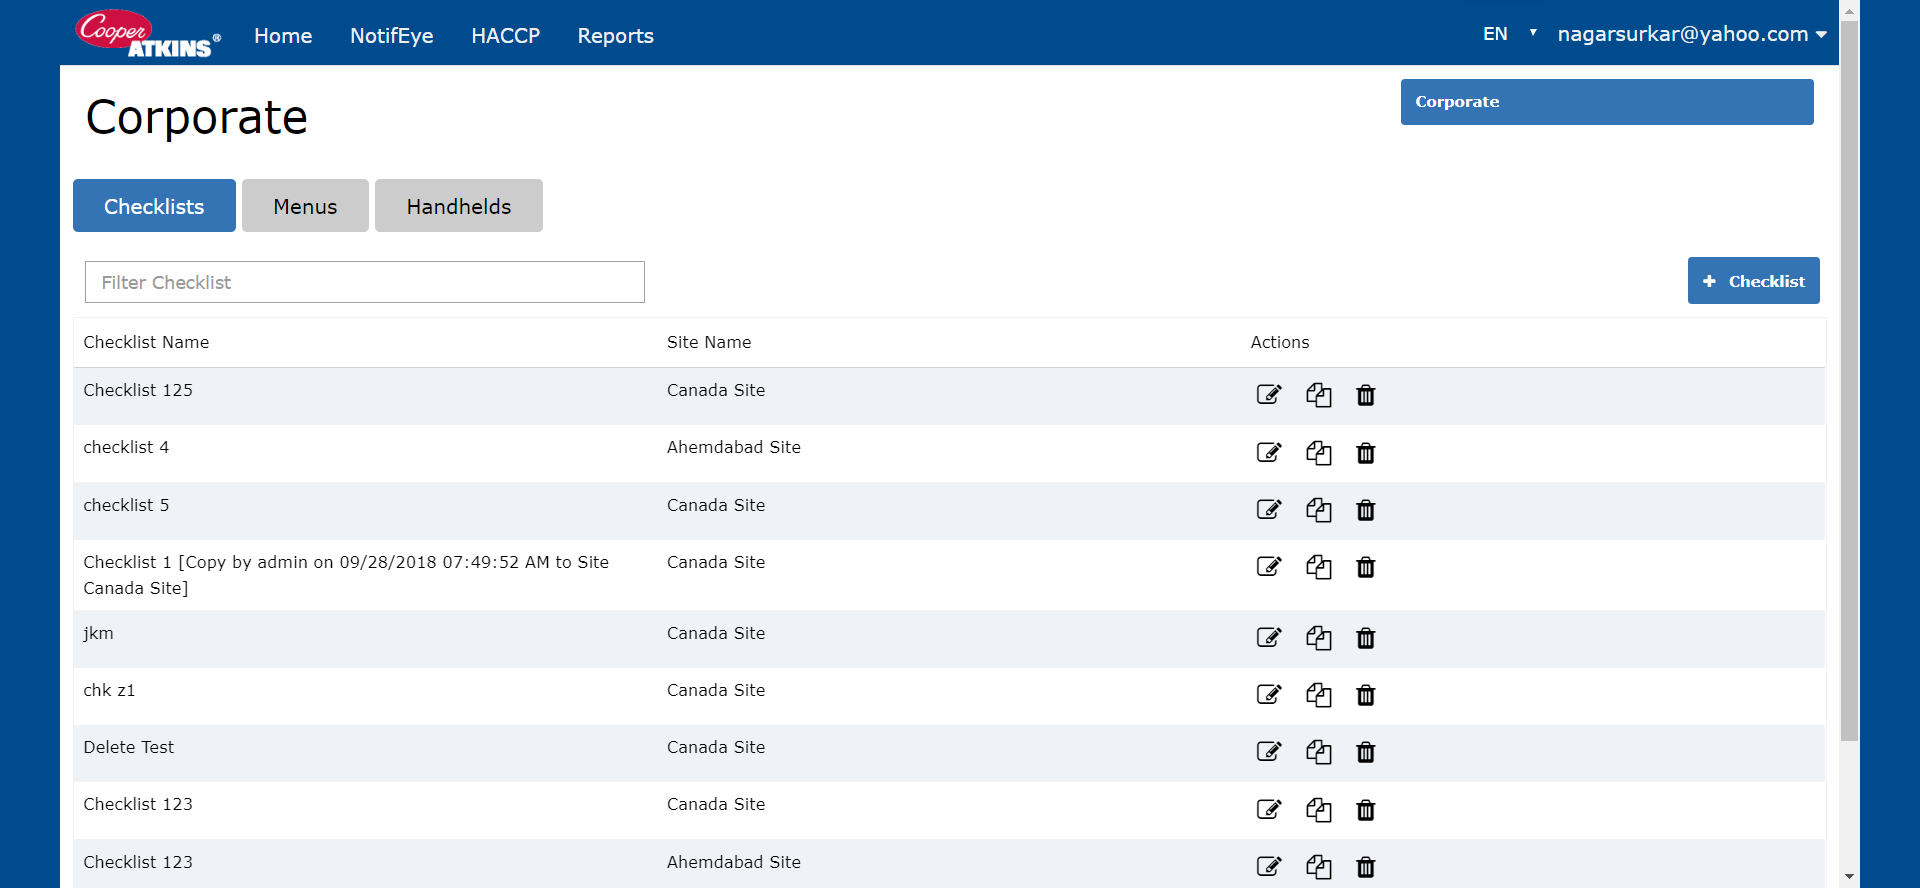 Cooper
ATKINS®
Home NotifEye HACCP Reports
EN nagarsurkar@yahoo.com
Corporate
Corporate
Checklists Menus Handhelds
Filter Checklist
+ Checklist
Checklist Name Site Name Actions
Checklist 125 Canada Site
checklist 4 Ahemdabad Site
checklist 5 Canada Site
Checklist 1 [Copy by admin on 09/28/2018 07:49:52 AM to Site Canada Site
Canada Site]
jkm Canada Site
chk z1 Canada Site
Delete Test Canada Site
Checklist 123 Canada Site
Checklist 123 Ahemdabad Site